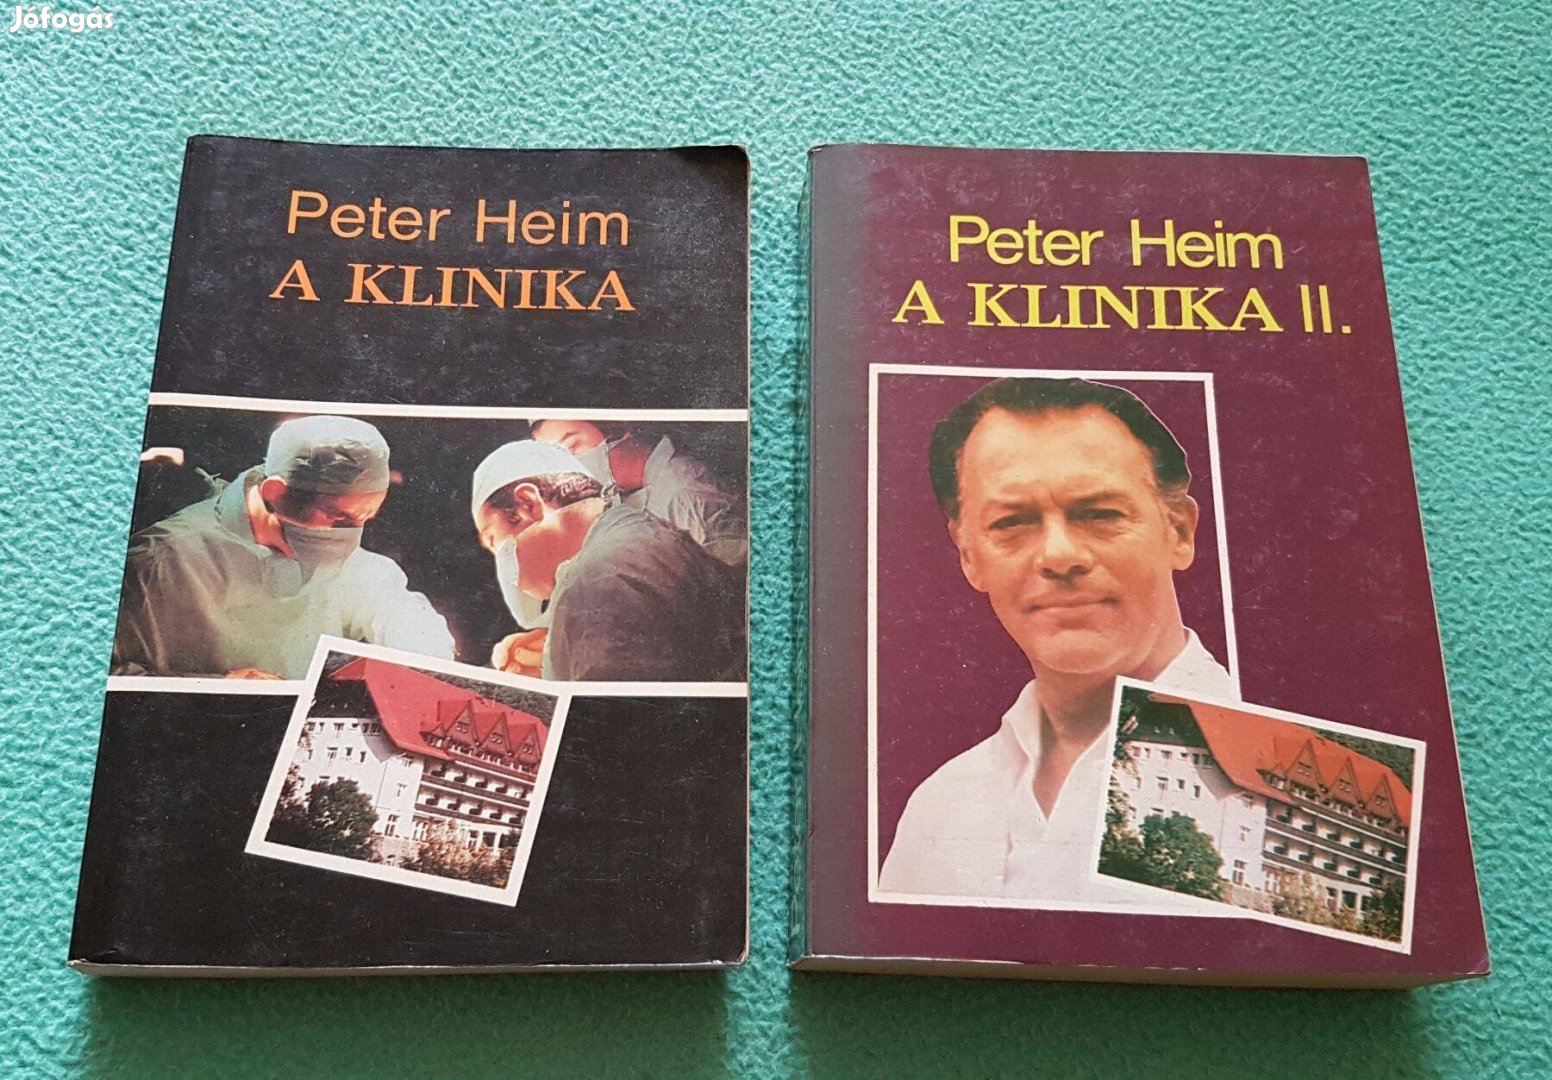 Jófogás
Peter Heim
A KLINIKA
Peter Heim
A KLINIKA II.